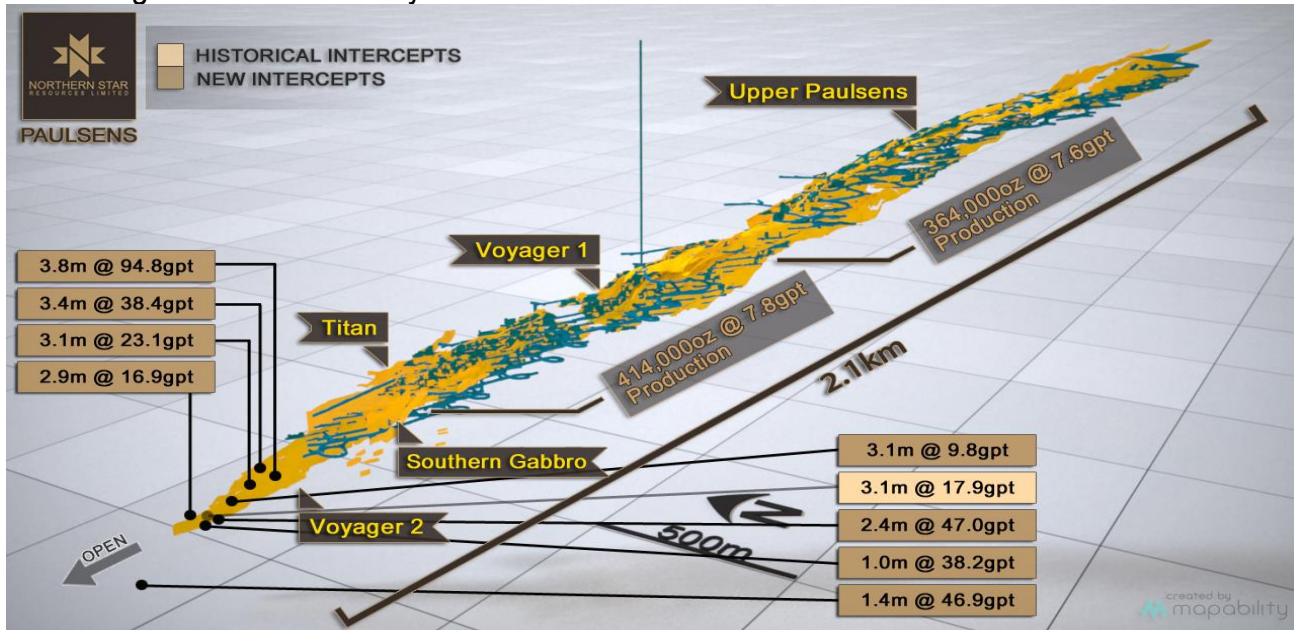 NORTHERN STAR
RESOURCES LIMITED
PAULSENS
HISTORICAL INTERCEPTS
NEW INTERCEPTS
Upper Paulsens
364,000oz @ 7.6gpt
Production
Voyager 1
3.8m @ 94.8gpt
3.4m @ 38.4gpt
3.1m @ 23.1gpt
2.9m @ 16.9gpt
Titan
414,000oz @ 7.8gpt
Production
2.1km
Southern Gabbro
Voyager 2
3.1m @ 9.8gpt
3.1m @ 17.9gpt
2.4m @ 47.0gpt
1.0m @ 38.2gpt
1.4m @ 46.9gpt
N
500m
OPEN
created by
mapability